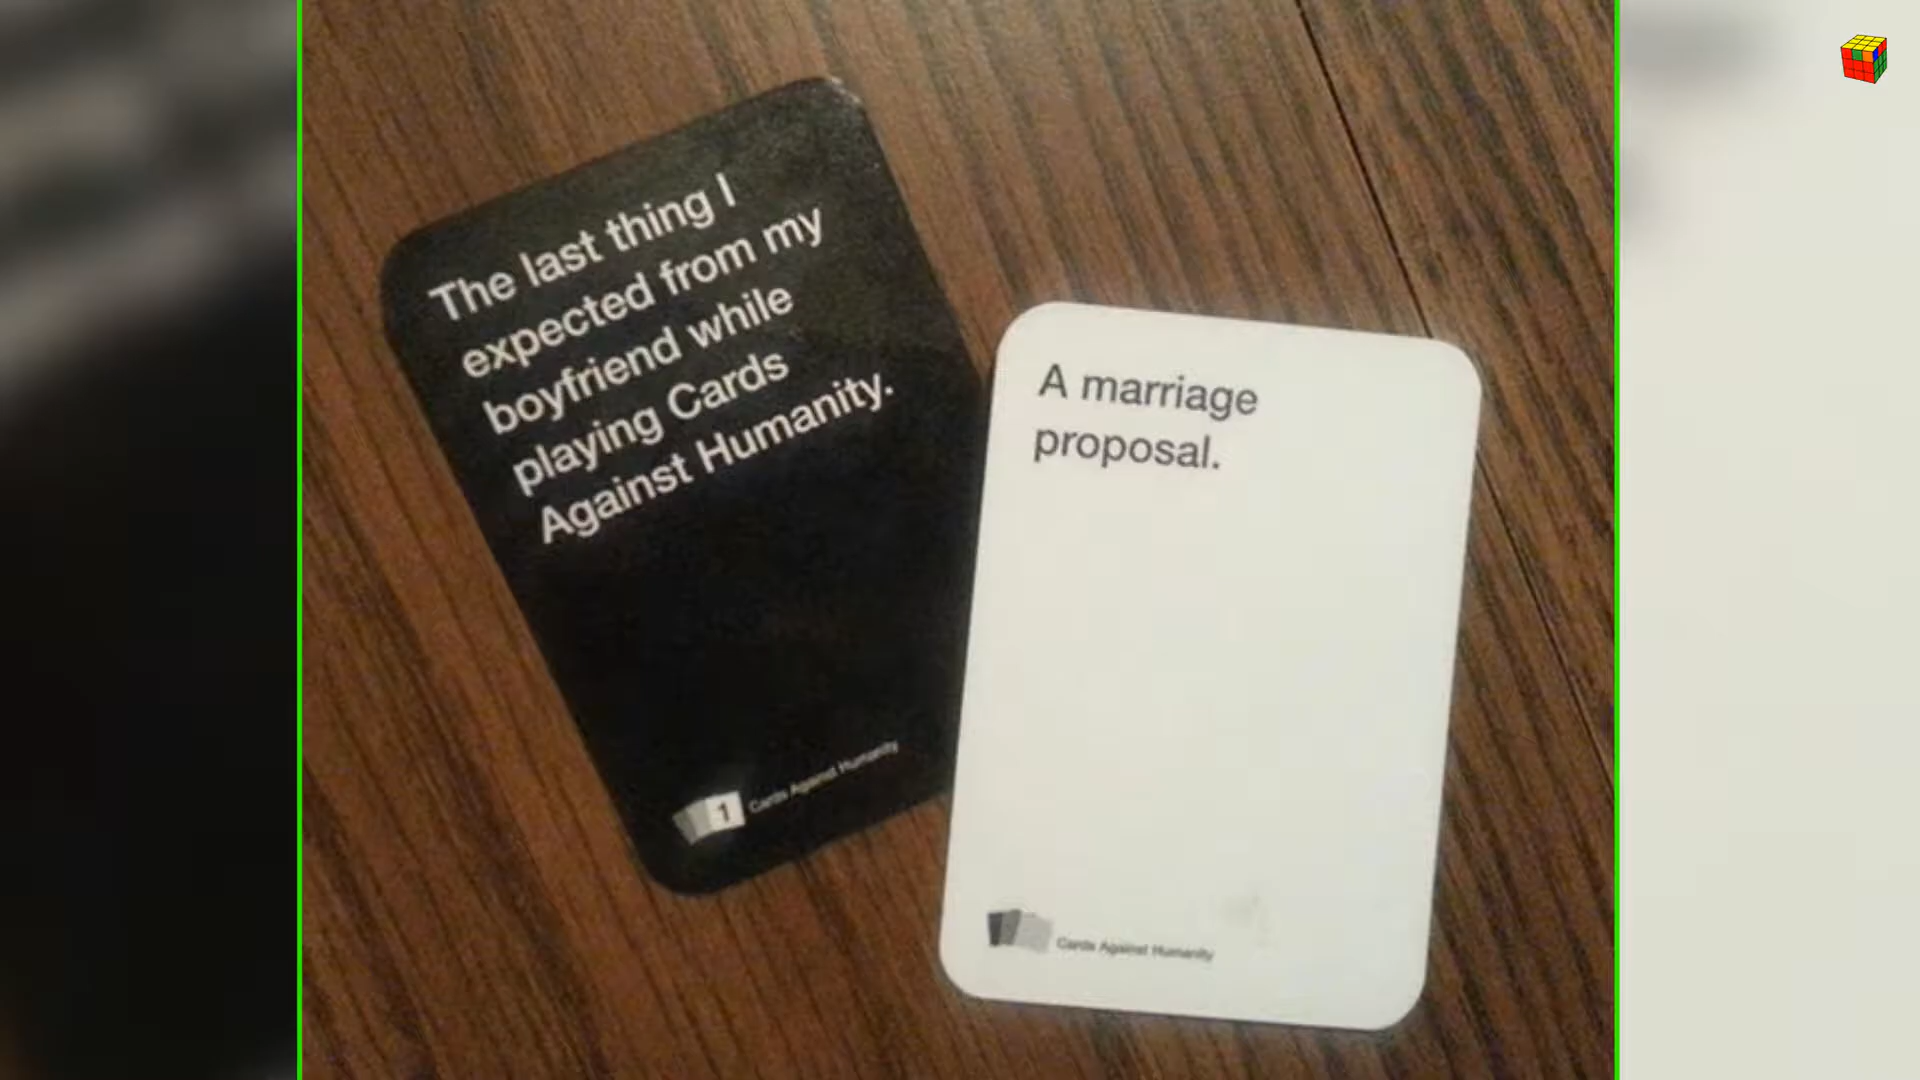 The last thing I
expected from my
boyfriend while
playing Cards
Against Humanity.
1 Cards Against Humanity
A marriage
proposal.
Cards Against Humanity